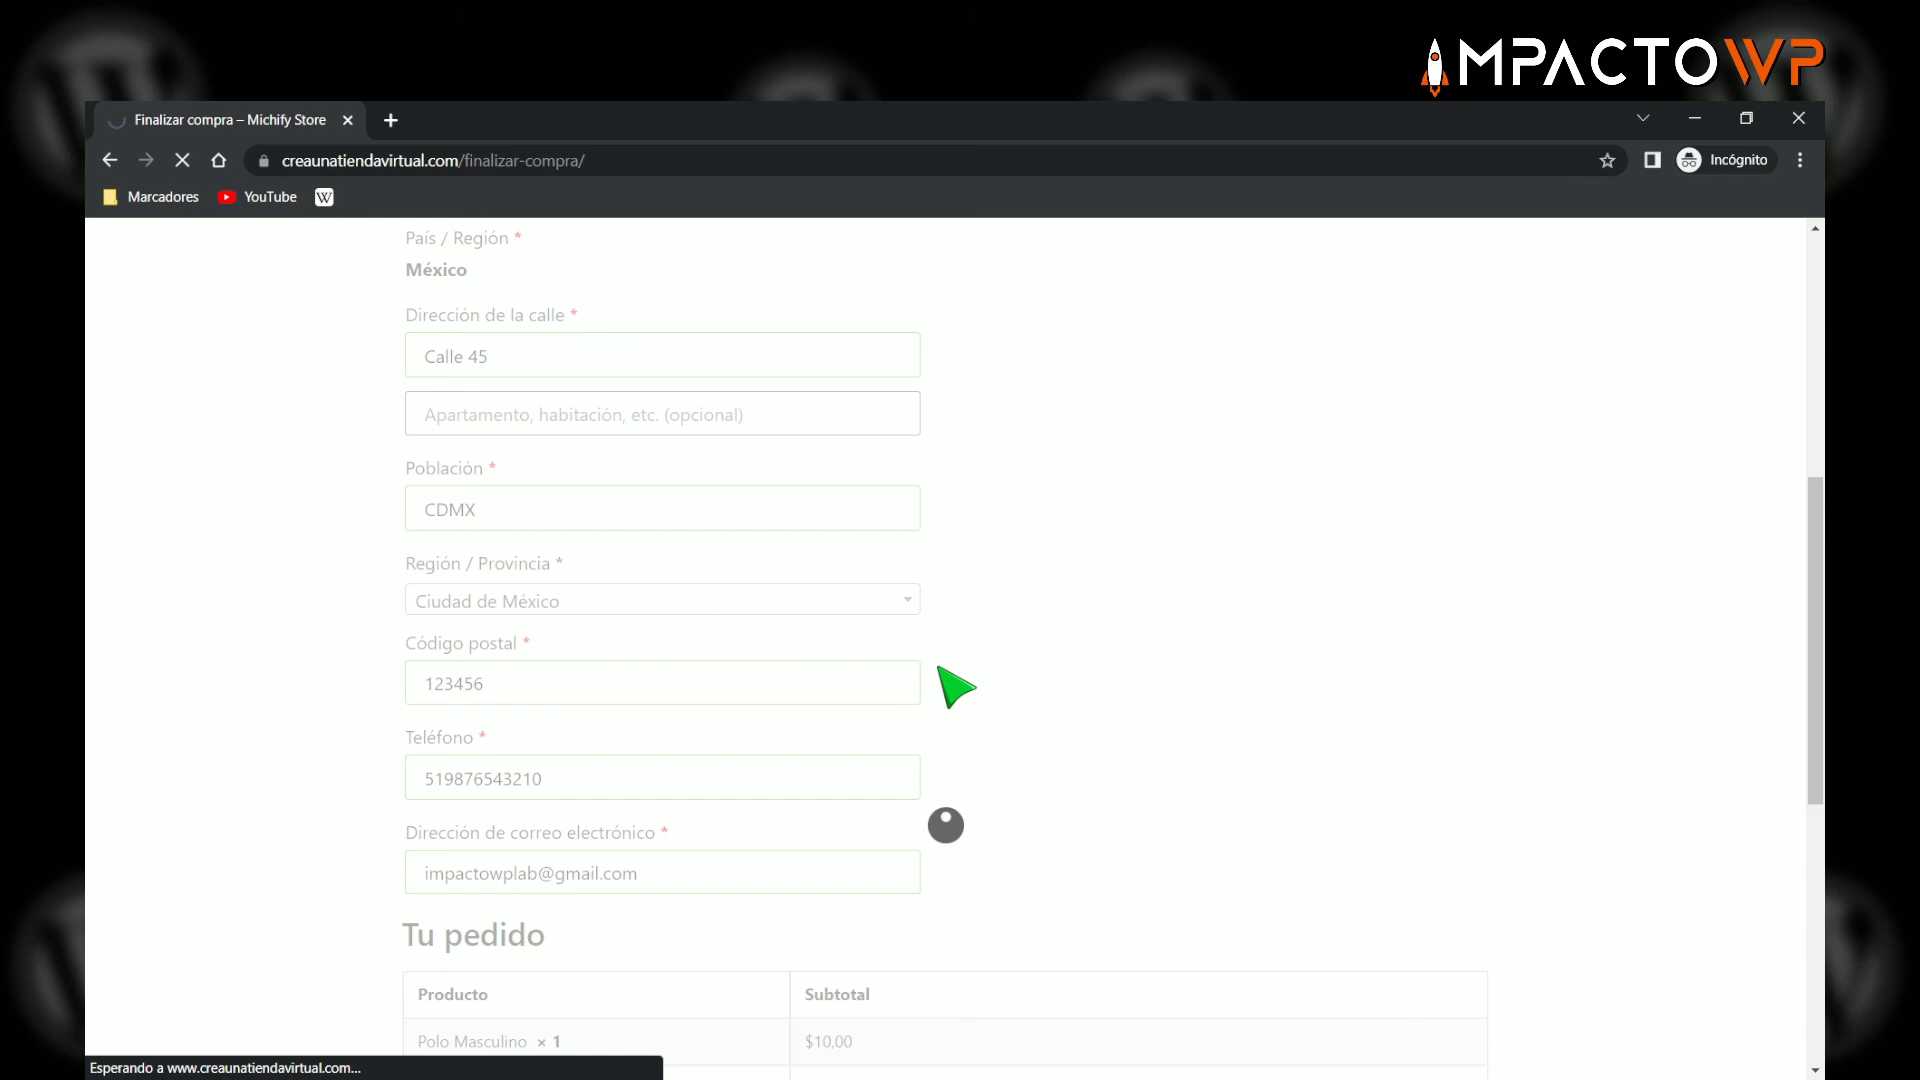 IMPACTOWP
Finalizar compra – Michify Store
creaunatiendavirtual.com/finalizar-compra/
Incógnito
Marcadores
YouTube
W
País / Región *
México
Dirección de la calle *
Calle 45
Apartamento, habitación, etc. (opcional)
Población *
CDMX
Región / Provincia *
Ciudad de México
Código postal *
123456
Teléfono *
519876543210
Dirección de correo electrónico *
impactowplab@gmail.com
Tu pedido
Producto Subtotal
Polo Masculino × 1 $10,00
Esperando a www.creaunatiendavirtual.com...